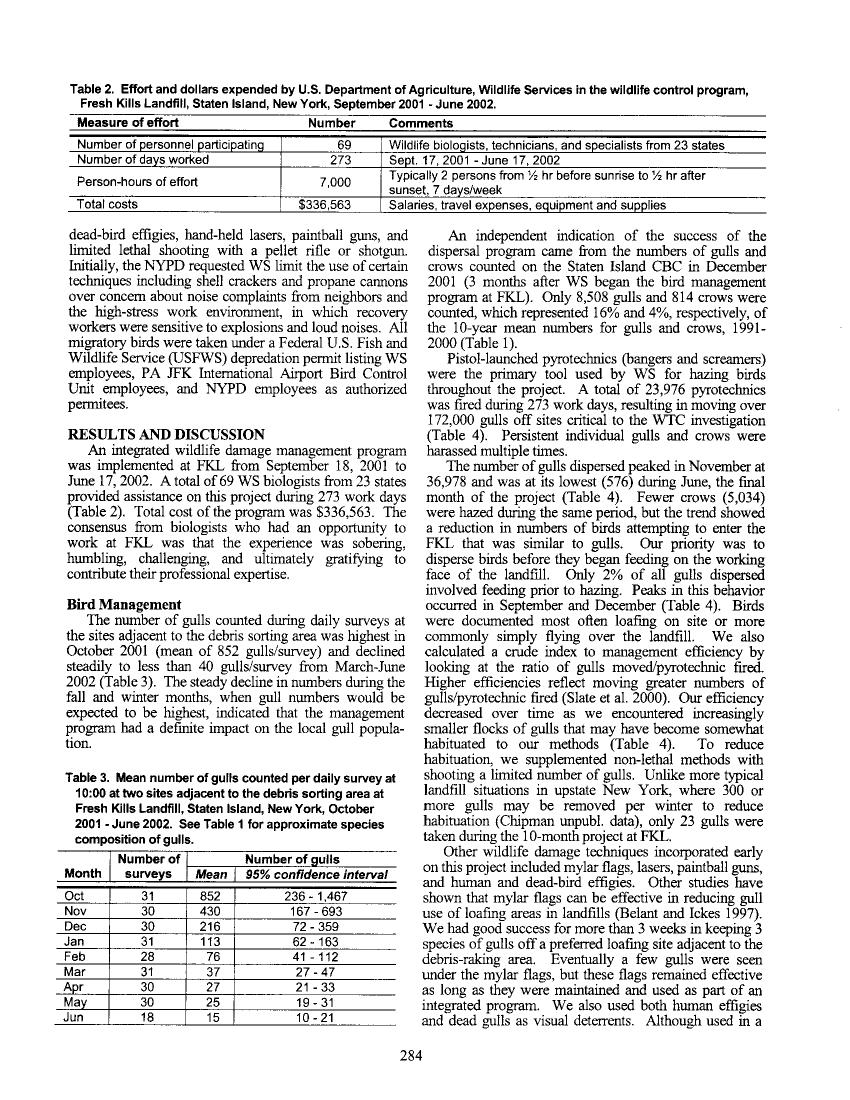 Table 2. Effort and dollars expended by U.S. Department of Agriculture, Wildlife Services in the wildlife control program,
Fresh Kills Landfill, Staten Island, New York, September 2001 - June 2002.
Measure of effort Number Comments
Number of personnel participating 69 Wildlife biologists, technicians, and specialists from 23 states
Number of days worked 273 Sept. 17, 2001 - June 17, 2002
Person-hours of effort 7,000 Typically 2 persons from ½ hr before sunrise to ½ hr after
sunset, 7 days/week
Total costs $336,563 Salaries, travel expenses, equipment and supplies
dead-bird effigies, hand-held lasers, paintball guns, and
limited lethal shooting with a pellet rifle or shotgun.
Initially, the NYPD requested WS limit the use of certain
techniques including shell crackers and propane cannons
over concern about noise complaints from neighbors and
the high-stress work environment, in which recovery
workers were sensitive to explosions and loud noises. All
migratory birds were taken under a Federal U.S. Fish and
Wildlife Service (USFWS) depredation permit listing WS
employees, PA JFK International Airport Bird Control
Unit employees, and NYPD employees as authorized
permitees.
RESULTS AND DISCUSSION
An integrated wildlife damage management program
was implemented at FKL from September 18, 2001 to
June 17, 2002. A total of 69 WS biologists from 23 states
provided assistance on this project during 273 work days
(Table 2). Total cost of the program was $336,563. The
consensus from biologists who had an opportunity to
work at FKL was that the experience was sobering,
humbling, challenging, and ultimately gratifying to
contribute their professional expertise.
Bird Management
The number of gulls counted during daily surveys at
the sites adjacent to the debris sorting area was highest in
October 2001 (mean of 852 gulls/survey) and declined
steadily to less than 40 gulls/survey from March-June
2002 (Table 3). The steady decline in numbers during the
fall and winter months, when gull numbers would be
expected to be highest, indicated that the management
program had a definite impact on the local gull popula-
tion.
Table 3. Mean number of gulls counted per daily survey at
10:00 at two sites adjacent to the debris sorting area at
Fresh Kills Landfill, Staten Island, New York, October
2001 - June 2002. See Table 1 for approximate species
composition of gulls.
Number of Number of gulls
Month surveys Mean 95% confidence interval
Oct 31 852 236 - 1,467
Nov 30 430 167 - 693
Dec 30 216 72 - 359
Jan 31 113 62 - 163
Feb 28 76 41 - 112
Mar 31 37 27 - 47
Apr 30 27 21 - 33
May 30 25 19 - 31
Jun 18 15 10 - 21
An independent indication of the success of the
dispersal program came from the numbers of gulls and
crows counted on the Staten Island CBC in December
2001 (3 months after WS began the bird management
program at FKL). Only 8,508 gulls and 814 crows were
counted, which represented 16% and 4%, respectively, of
the 10-year mean numbers for gulls and crows, 1991-
2000 (Table 1).
Pistol-launched pyrotechnics (bangers and screamers)
were the primary tool used by WS for hazing birds
throughout the project. A total of 23,976 pyrotechnics
was fired during 273 work days, resulting in moving over
172,000 gulls off sites critical to the WTC investigation
(Table 4). Persistent individual gulls and crows were
harassed multiple times.
The number of gulls dispersed peaked in November at
36,978 and was at its lowest (576) during June, the final
month of the project (Table 4). Fewer crows (5,034)
were hazed during the same period, but the trend showed
a reduction in numbers of birds attempting to enter the
FKL that was similar to gulls. Our priority was to
disperse birds before they began feeding on the working
face of the landfill. Only 2% of all gulls dispersed
involved feeding prior to hazing. Peaks in this behavior
occurred in September and December (Table 4). Birds
were documented most often loafing on site or more
commonly simply flying over the landfill. We also
calculated a crude index to management efficiency by
looking at the ratio of gulls moved/pyrotechnic fired.
Higher efficiencies reflect moving greater numbers of
gulls/pyrotechnic fired (Slate et al. 2000). Our efficiency
decreased over time as we encountered increasingly
smaller flocks of gulls that may have become somewhat
habituated to our methods (Table 4). To reduce
habituation, we supplemented non-lethal methods with
shooting a limited number of gulls. Unlike more typical
landfill situations in upstate New York, where 300 or
more gulls may be removed per winter to reduce
habituation (Chipman unpubl. data), only 23 gulls were
taken during the 10-month project at FKL.
Other wildlife damage techniques incorporated early
on this project included mylar flags, lasers, paintball guns,
and human and dead-bird effigies. Other studies have
shown that mylar flags can be effective in reducing gull
use of loafing areas in landfills (Belant and Ickes 1997).
We had good success for more than 3 weeks in keeping 3
species of gulls off a preferred loafing site adjacent to the
debris-raking area. Eventually a few gulls were seen
under the mylar flags, but these flags remained effective
as long as they were maintained and used as part of an
integrated program. We also used both human effigies
and dead gulls as visual deterrents. Although used in a
284